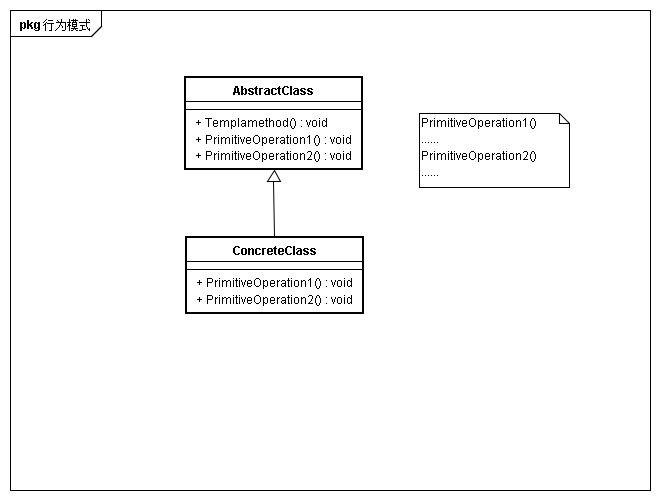 pkg 行为模式
AbstractClass
+ Templamethod() : void
+ PrimitiveOperation1() : void
+ PrimitiveOperation2() : void
PrimitiveOperation1()
......
PrimitiveOperation2()
......
ConcreteClass
+ PrimitiveOperation1() : void
+ PrimitiveOperation2() : void